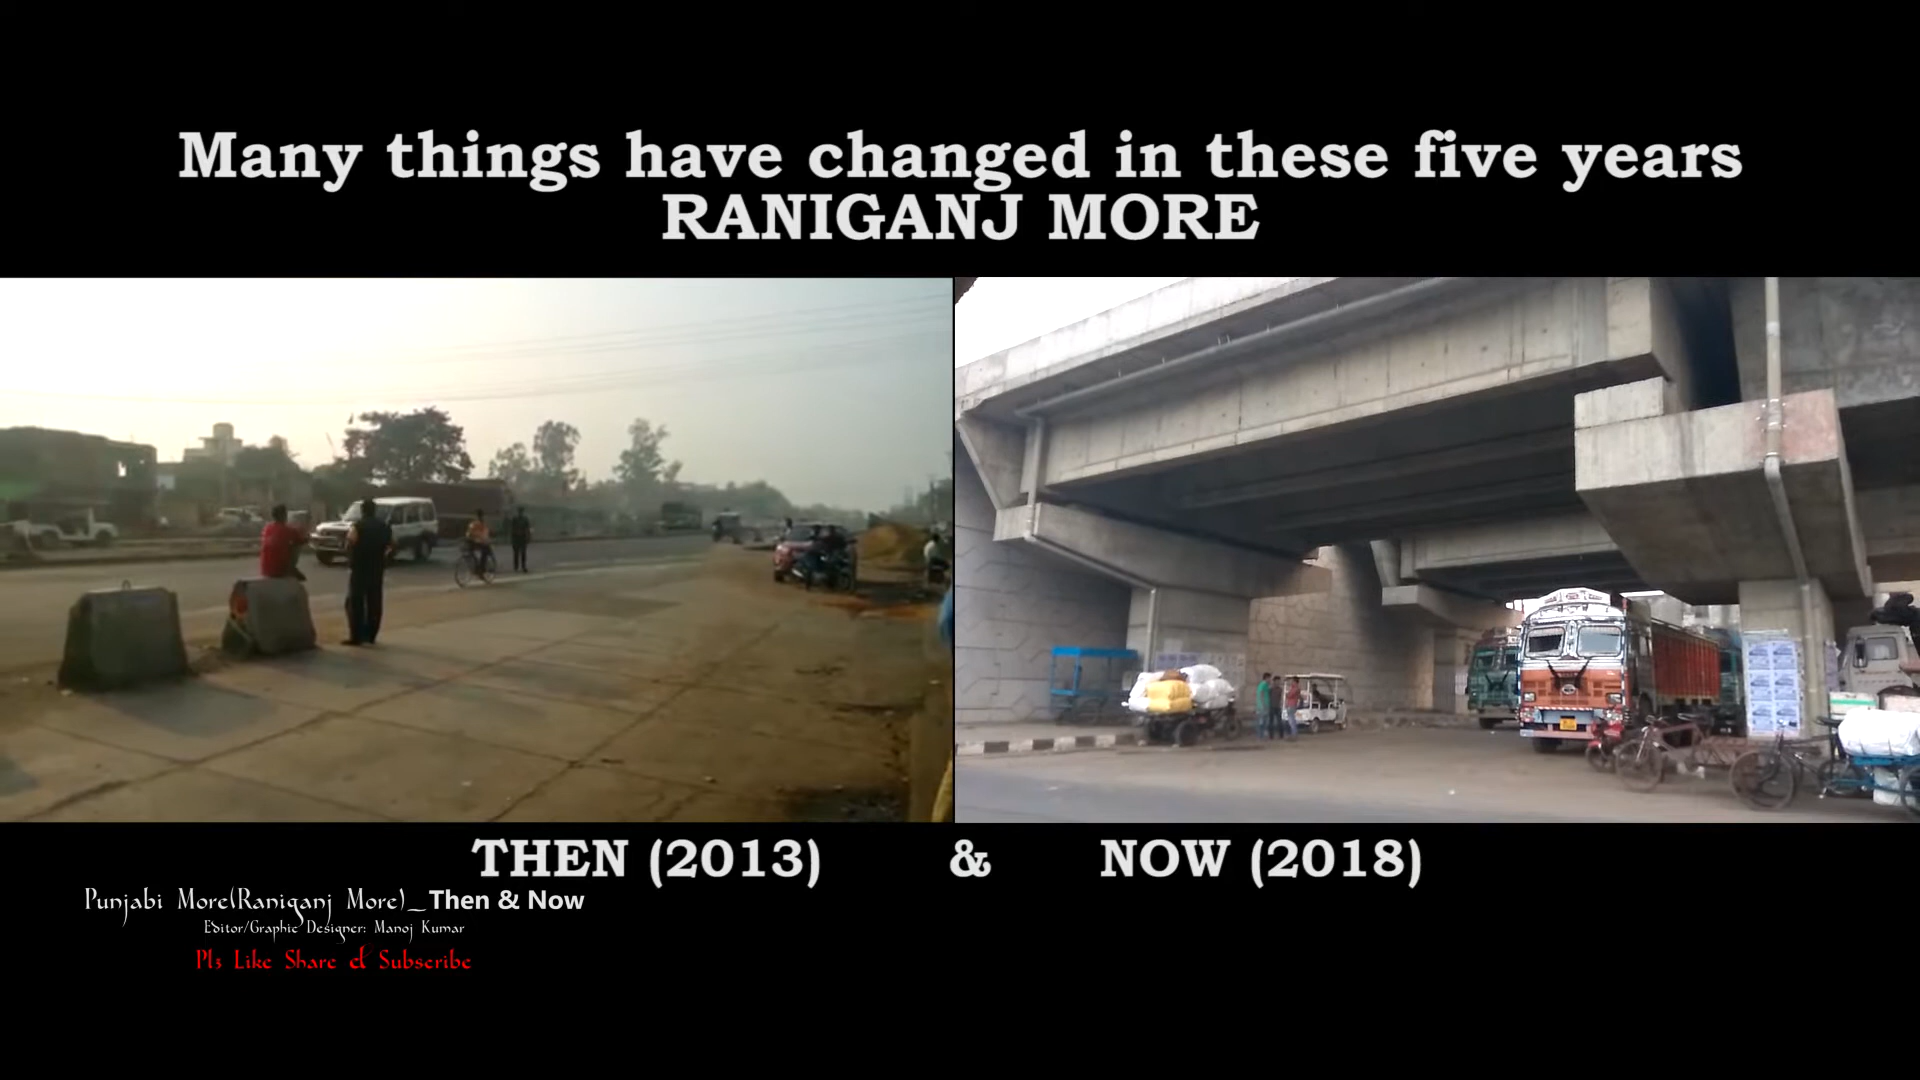 Many things have changed in these five years
RANIGANJ MORE
THEN (2013) & NOW (2018)
Punjabi More(Raniganj More)_Then & Now
Editor/Graphic Designer: Manoj Kumar
Pls Like Share & Subscribe